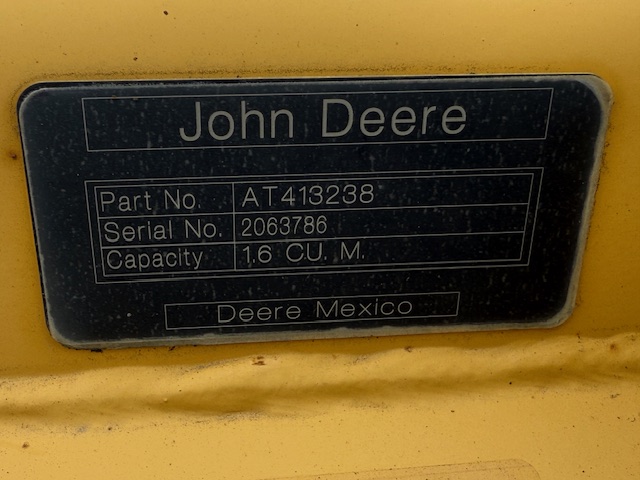 John Deere
Part No. AT413238
Serial No. 2063786
Capacity 1.6 CU. M.
Deere Mexico